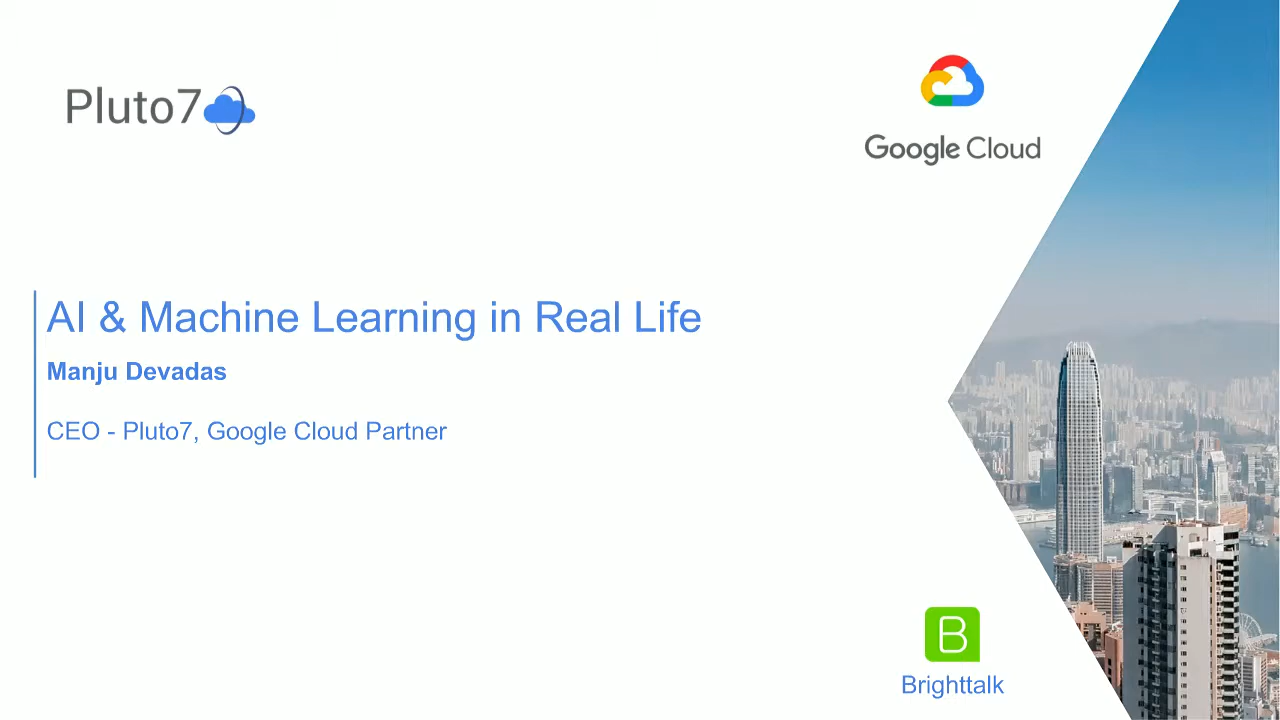 Pluto7
Google Cloud
AI & Machine Learning in Real Life
Manju Devadas
CEO - Pluto7, Google Cloud Partner
B
Brighttalk